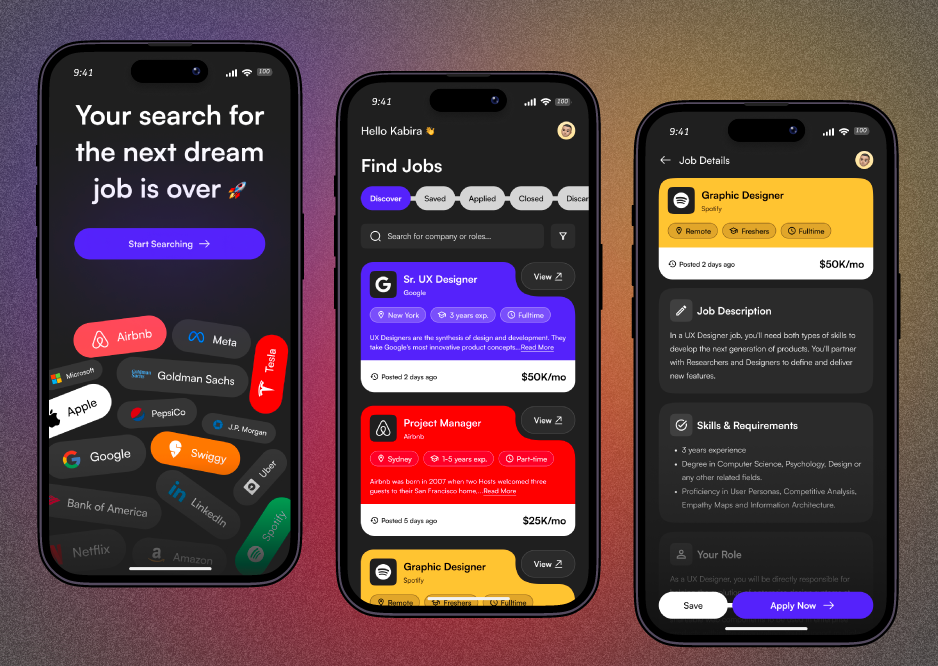 9:41
100
Your search for
the next dream
job is over 🚀
Start Searching →
Airbnb
Meta
Tesla
Microsoft
Goldman Sachs
Goldman Sachs
Apple
PepsiCo
J.P. Morgan
Google
Swiggy
Uber
LinkedIn
Bank of America
Spotify
Netflix
Amazon
9:41
100
Hello Kabira 👋
Find Jobs
Discover
Saved
Applied
Closed
Discar
Search for company or roles...
Sr. UX Designer
Google
View
New York
3 years exp.
Fulltime
UX Designers are the synthesis of design and development. They
take Google's most innovative product concepts...Read More
Posted 2 days ago
$50K/mo
Project Manager
Airbnb
View
Sydney
1-5 years exp.
Part-time
Airbnb was born in 2007 when two Hosts welcomed three
guests to their San Francisco home,...Read More
Posted 5 days ago
$25K/mo
Graphic Designer
Spotify
View
Remote
Freshers
Fulltime
9:41
100
← Job Details
Graphic Designer
Spotify
Remote
Freshers
Fulltime
Posted 2 days ago
$50K/mo
Job Description
In a UX Designer job, you'll need both types of skills to
develop the next generation of products. You'll partner
with Researchers and Designers to define and deliver
new features.
Skills & Requirements
• 3 years experience
• Degree in Computer Science, Psychology, Design or
any other related fields.
• Proficiency in User Personas, Competitive Analysis,
Empathy Maps and Information Architecture.
Your Role
As a UX Designer, you will be directly responsible for
Save
Apply Now →